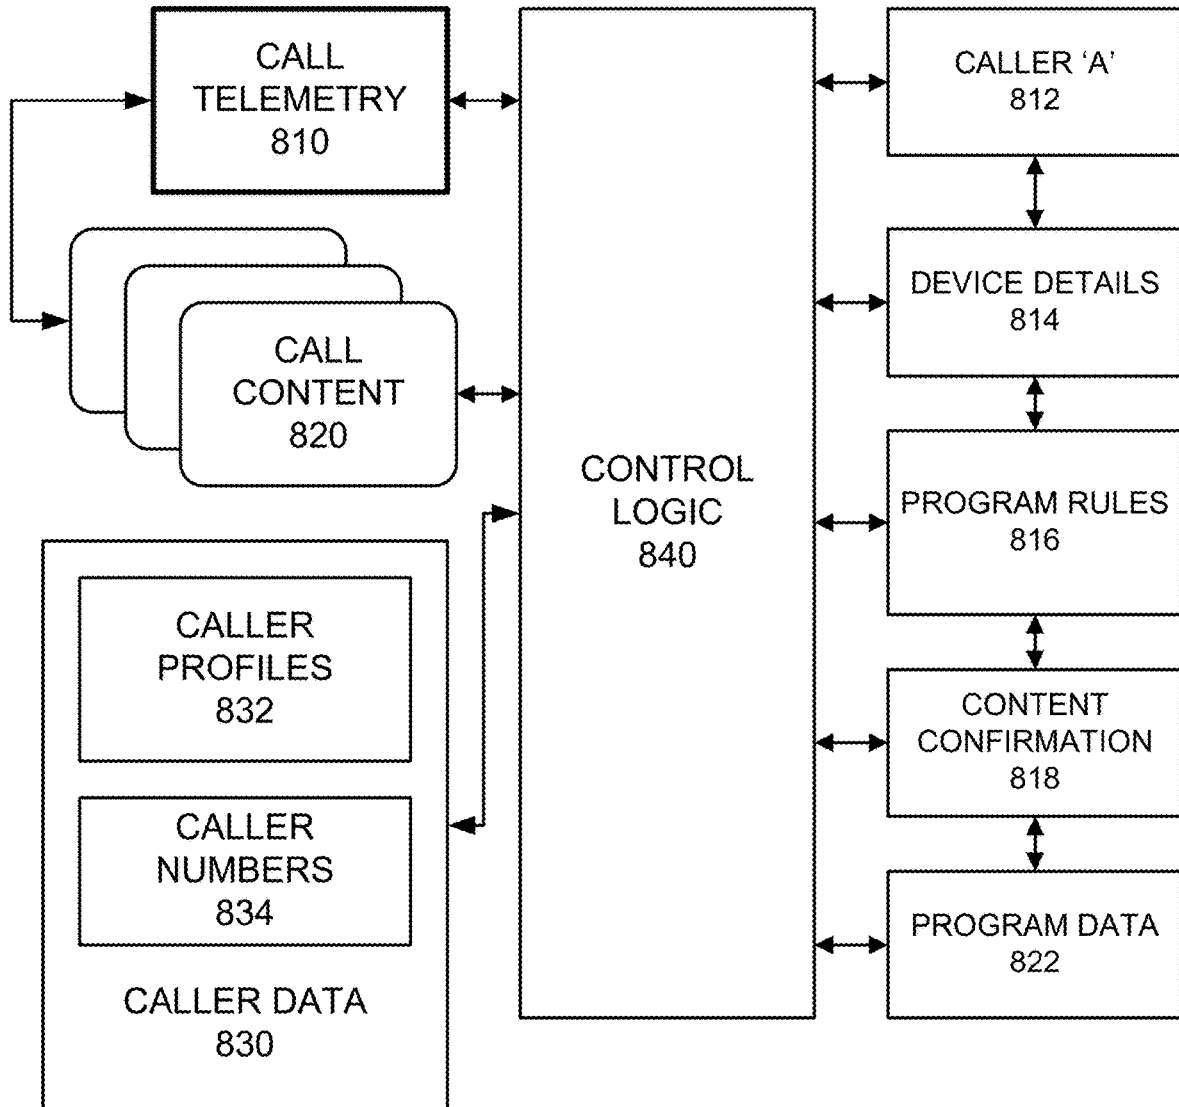 CALL
TELEMETRY
810
CALL
CONTENT
820
CALLER
PROFILES
832
CALLER
NUMBERS
834
CALLER DATA
830
CONTROL
LOGIC
840
CALLER ‘A’
812
DEVICE DETAILS
814
PROGRAM RULES
816
CONTENT
CONFIRMATION
818
PROGRAM DATA
822